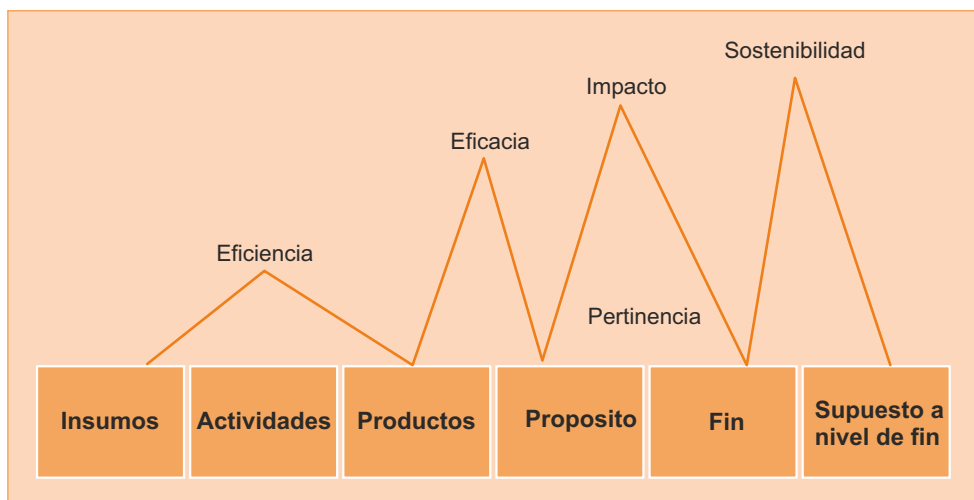 Sostenibilidad
Impacto
Eficacia
Eficiencia
Pertinencia
Insumos
Actividades
Productos
Proposito
Fin
Supuesto a
nivel de fin